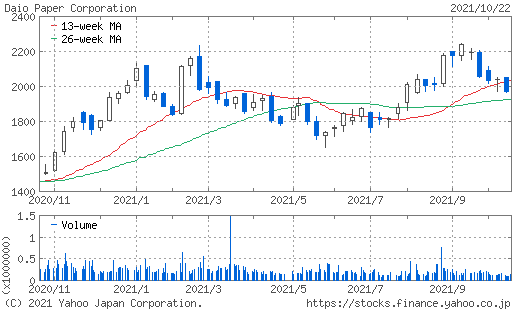 Daio Paper Corporation 2021/10/22
2400
13-week MA
26-week MA
2200
2000
1800
1600
1400
2020/11 2021/1 2021/3 2021/5 2021/7 2021/9
1.5
Volume
1
0.5
0
(x1000000)
2020/11 2021/1 2021/3 2021/5 2021/7 2021/9
(C) 2021 Yahoo Japan Corporation. https://stocks.finance.yahoo.co.jp/